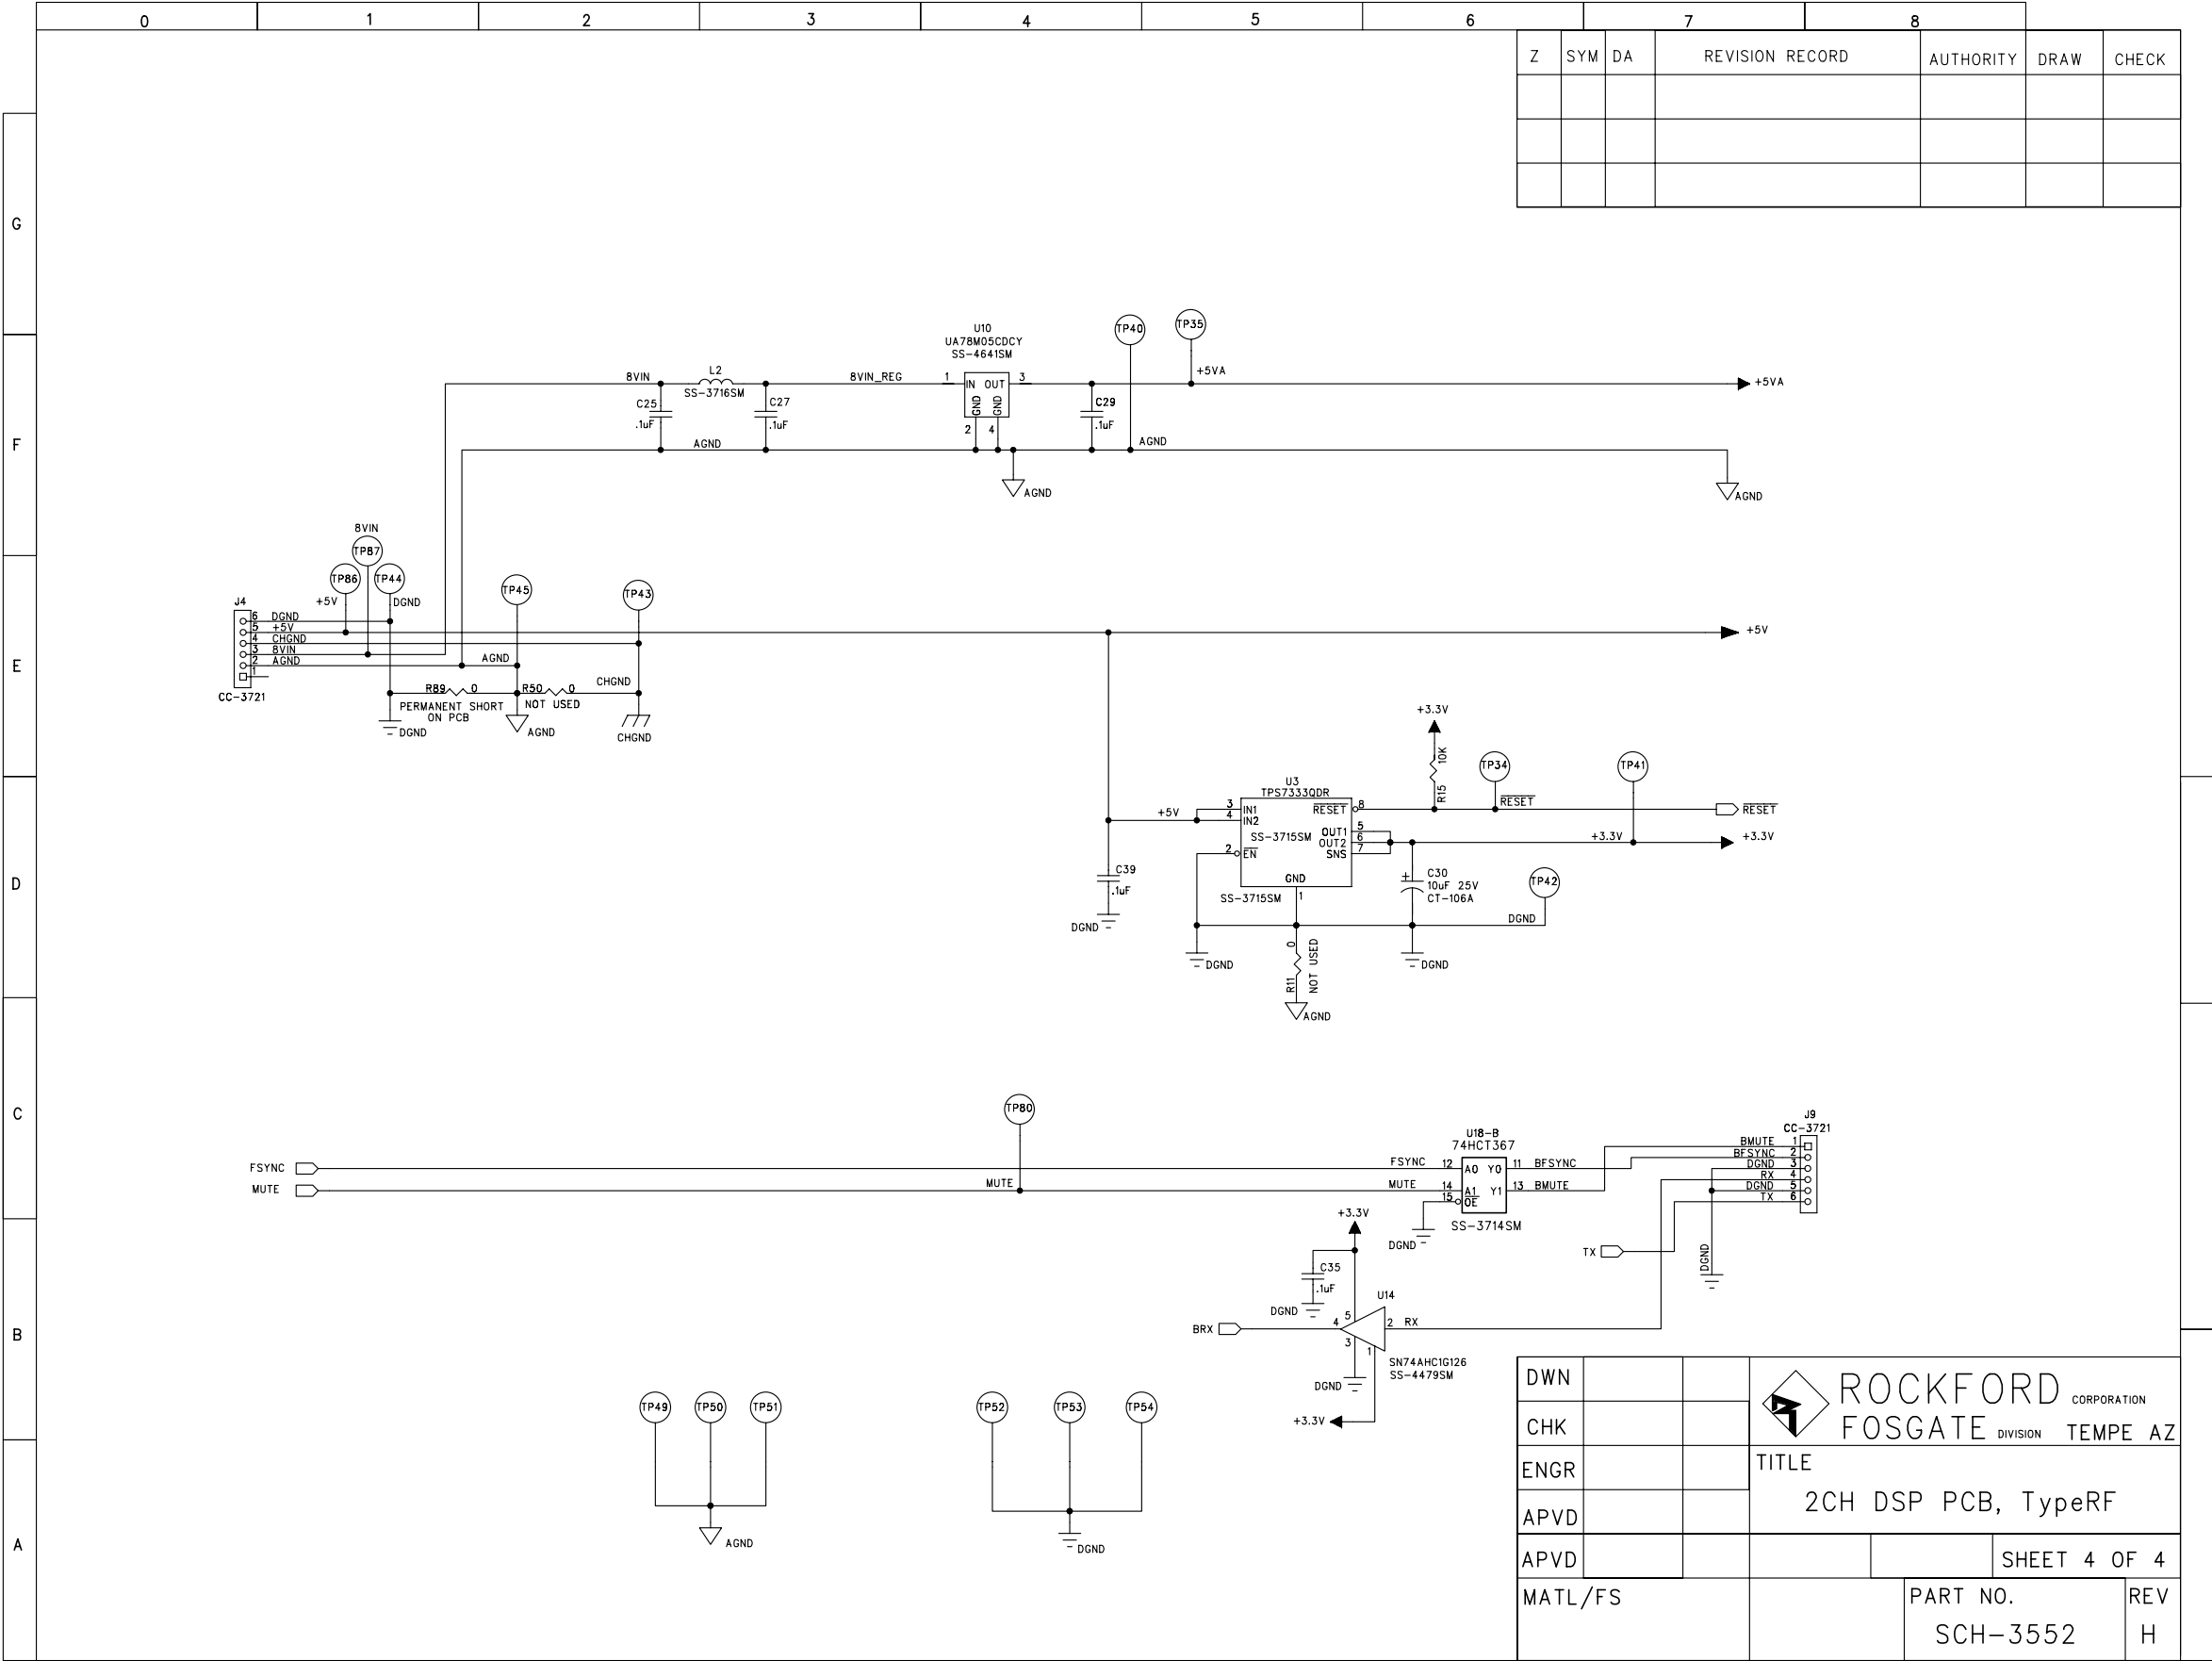 0 1 2 3 4 5 6 7 8
Z SYM DA REVISION RECORD AUTHORITY DRAW CHECK
G
F
E
D
C
B
A
U10
UA78M05CDCY
SS-4641SM
TP40
TP35
8VIN
L2
SS-3716SM
8VIN_REG
1 IN OUT 3
GND GND
2 4
+5VA
+5VA
C25
.1uF
C27
.1uF
C29
.1uF
AGND
AGND
AGND
AGND
8VIN
TP87
TP86
TP44
+5V
DGND
TP45
TP43
J4
6 DGND
5 +5V
4 CHGND
3 8VIN
2 AGND
1
CC-3721
AGND
+5V
R89 0
PERMANENT SHORT
ON PCB
R50 0
NOT USED
CHGND
DGND
AGND
CHGND
+3.3V
10K
R15
TP34
TP41
U3
TPS7333QDR
+5V
3 IN1
4 IN2
2 EN
RESET 8
OUT1 5
OUT2 6
SNS 7
SS-3715SM
GND
1
SS-3715SM
RESET
RESET
+3.3V
+3.3V
C39
.1uF
DGND
C30
+
10uF 25V
CT-106A
TP42
DGND
DGND
DGND
0
R11
NOT USED
AGND
TP80
FSYNC
MUTE
MUTE
U18-B
74HCT367
FSYNC 12 A0 Y0 11 BFSYNC
MUTE 14 A1 Y1 13 BMUTE
15 OE
SS-3714SM
DGND
J9
CC-3721
BMUTE 1
BFSYNC 2
DGND 3
RX 4
DGND 5
TX 6
TX
DGND
+3.3V
C35
.1uF
DGND
U14
BRX
4
5
3
1
2 RX
SN74AHC1G126
SS-4479SM
DGND
+3.3V
TP49 TP50 TP51
AGND
TP52 TP53 TP54
DGND
DWN
CHK
ENGR
APVD
APVD
MATL/FS
ROCKFORD CORPORATION
FOSGATE DIVISION TEMPE AZ
TITLE
2CH DSP PCB, TypeRF
SHEET 4 OF 4
PART NO.
SCH-3552
REV
H